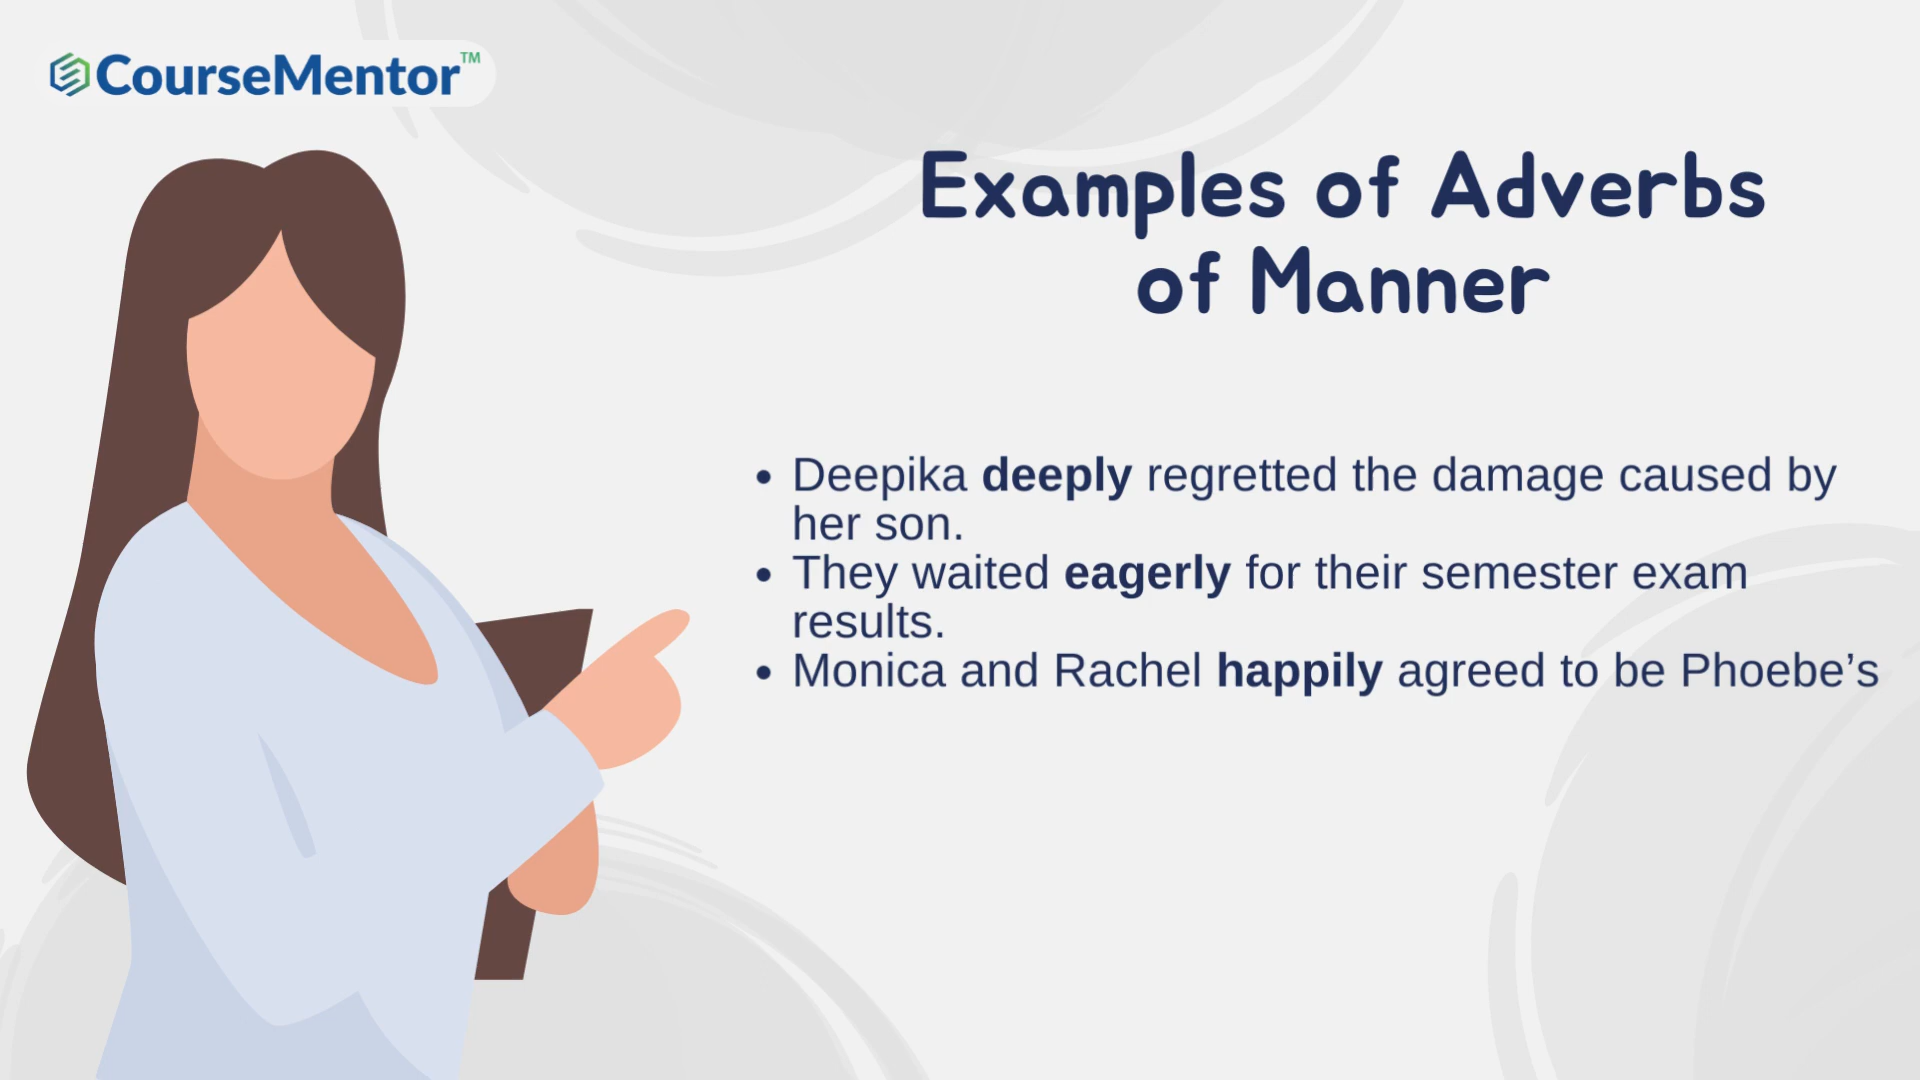 CourseMentor™
Examples of Adverbs
of Manner
• Deepika deeply regretted the damage caused by
her son.
• They waited eagerly for their semester exam
results.
• Monica and Rachel happily agreed to be Phoebe’s